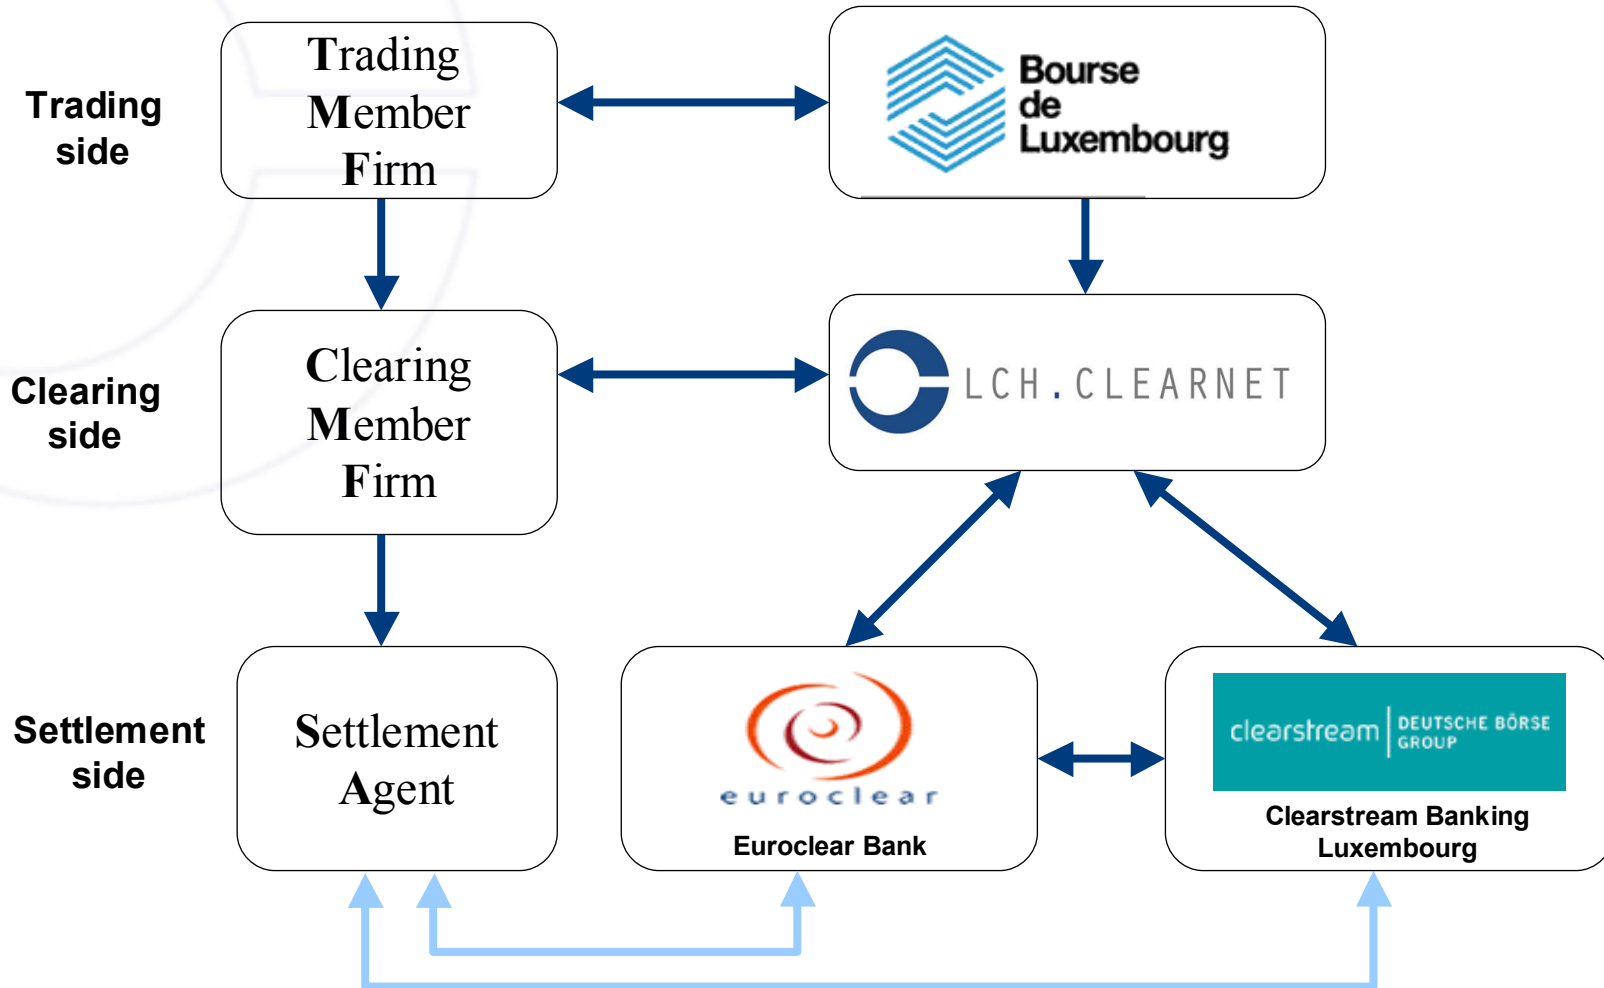 Trading
side
Trading
Member
Firm
Bourse
de
Luxembourg
Clearing
side
Clearing
Member
Firm
LCH.CLEARNET
Settlement
side
Settlement
Agent
euroclear
Euroclear Bank
clearstream
DEUTSCHE BÖRSE
GROUP
Clearstream Banking
Luxembourg